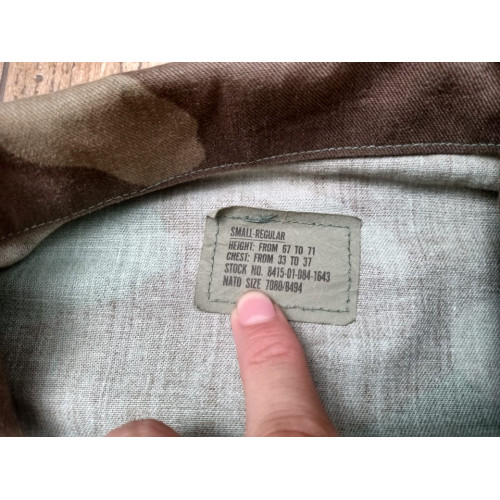 SMALL-REGULAR
HEIGHT: FROM 67 TO 71
CHEST: FROM 33 TO 37
STOCK NO. 8415-01-084-1643
NATO SIZE 7080/8494